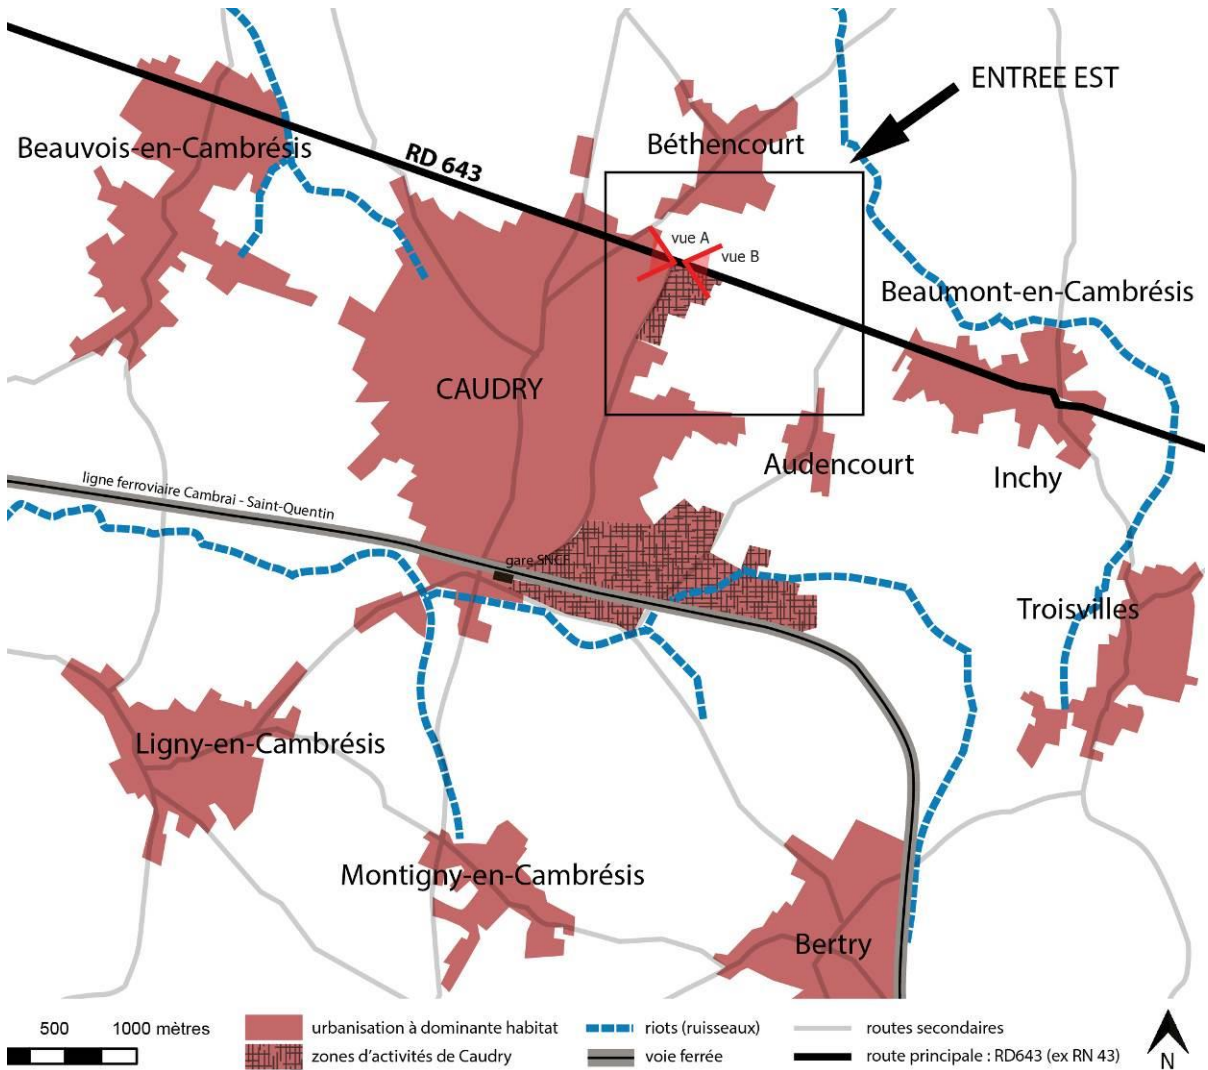 ENTREE EST
Béthencourt
Beauvois-en-Cambrésis
RD 643
vue A
vue B
Beaumont-en-Cambrésis
CAUDRY
Audencourt
Inchy
ligne ferroviaire Cambrai - Saint-Quentin
gare SNCF
Troisvilles
Ligny-en-Cambrésis
Montigny-en-Cambrésis
Bertry
500 1000 mètres
urbanisation à dominante habitat
riots (ruisseaux)
routes secondaires
zones d'activités de Caudry
voie ferrée
route principale : RD643 (ex RN 43)
N